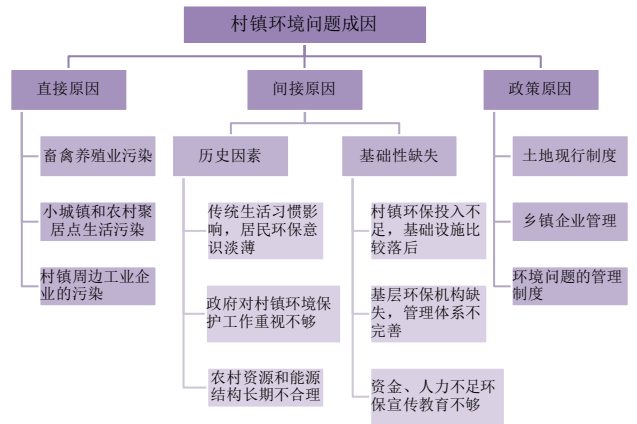 村镇环境问题成因
直接原因
间接原因
政策原因
畜禽养殖业污染
小城镇和农村聚
居点生活污染
村镇周边工业企
业的污染
历史因素
传统生活习惯影
响，居民环保意
识淡薄
政府对村镇环境保
护工作重视不够
农村资源和能源
结构长期不合理
基础性缺失
村镇环保投入不
足，基础设施比
较落后
基层环保机构缺
失，管理体系不
完善
资金、人力不足环
保宣传教育不够
土地现行制度
乡镇企业管理
环境问题的管理
制度